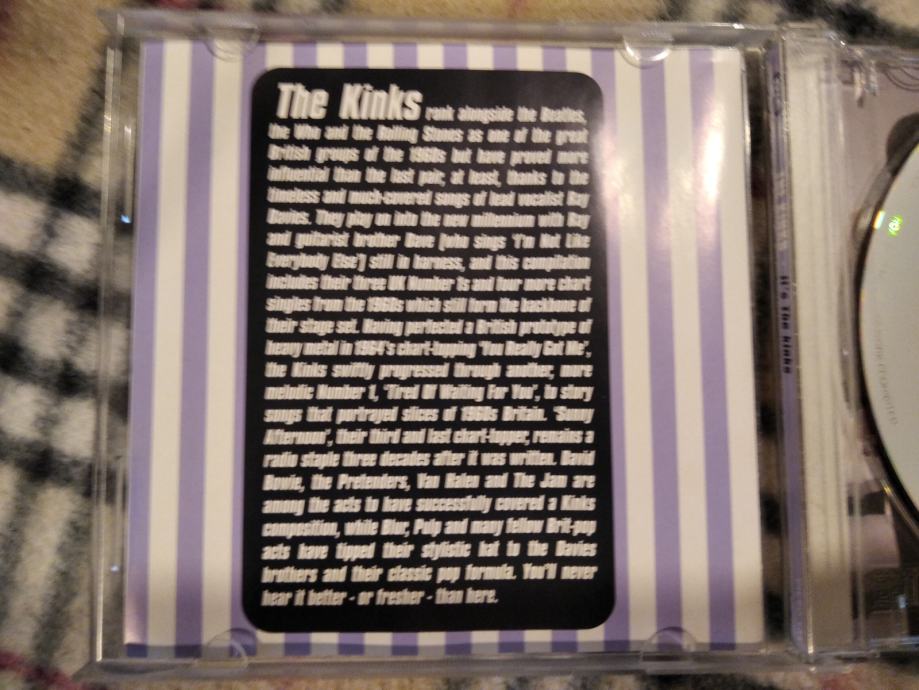 The Kinks rank alongside the Beatles,
the Who and the Rolling Stones as one of the great
British groups of the 1960s but have proved more
influential than the last pair, at least, thanks to the
timeless and much-covered songs of lead vocalist Ray
Davies. They play on into the new millennium with Ray
and guitarist brother Dave (who sings 'I'm Not Like
Everybody Else') still in harness, and this compilation
includes their three UK Number 1s and four more chart
singles from the 1960s which still form the backbone of
their stage set. Having perfected a British prototype of
heavy metal in 1964's chart-topping 'You Really Got Me',
the Kinks swiftly progressed through another, more
melodic Number 1, 'Tired Of Waiting For You', to story
songs that portrayed slices of 1960s Britain. 'Sunny
Afternoon', their third and last chart-topper, remains a
radio staple three decades after it was written. David
Bowie, the Pretenders, Van Halen and The Jam are
among the acts to have successfully covered a Kinks
composition, while Blur, Pulp and many fellow Brit-pop
acts have tipped their stylistic hat to the Davies
brothers and their classic pop formula. You'll never
hear it better - or fresher - than here.
it's the kinks